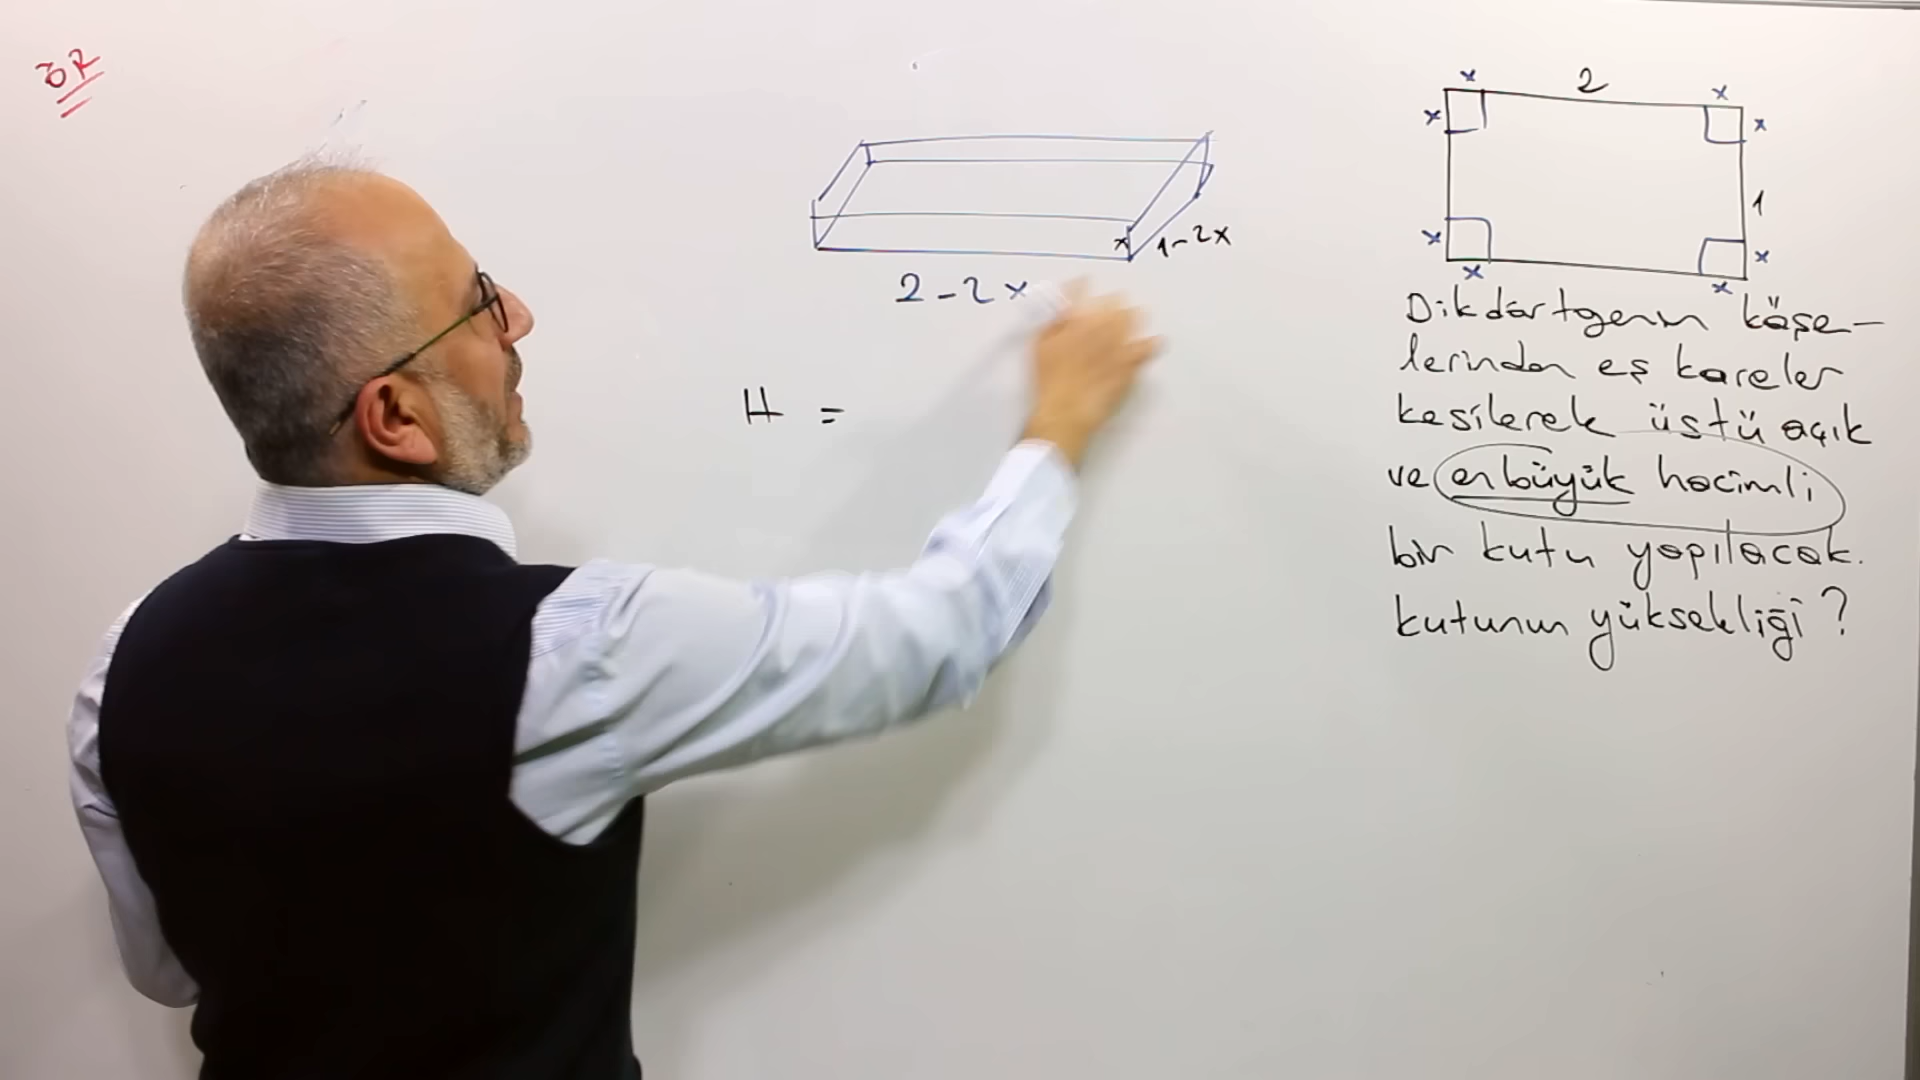 ÖR
x 2 x
x x
1
x x
x x
x 1-2x
2-2x
H =
Dikdörtgenin köşe-
lerinden eş kareler
kesilerek üstü açık
ve en büyük hacimli
bir kutu yapılacak.
kutunun yüksekliği?